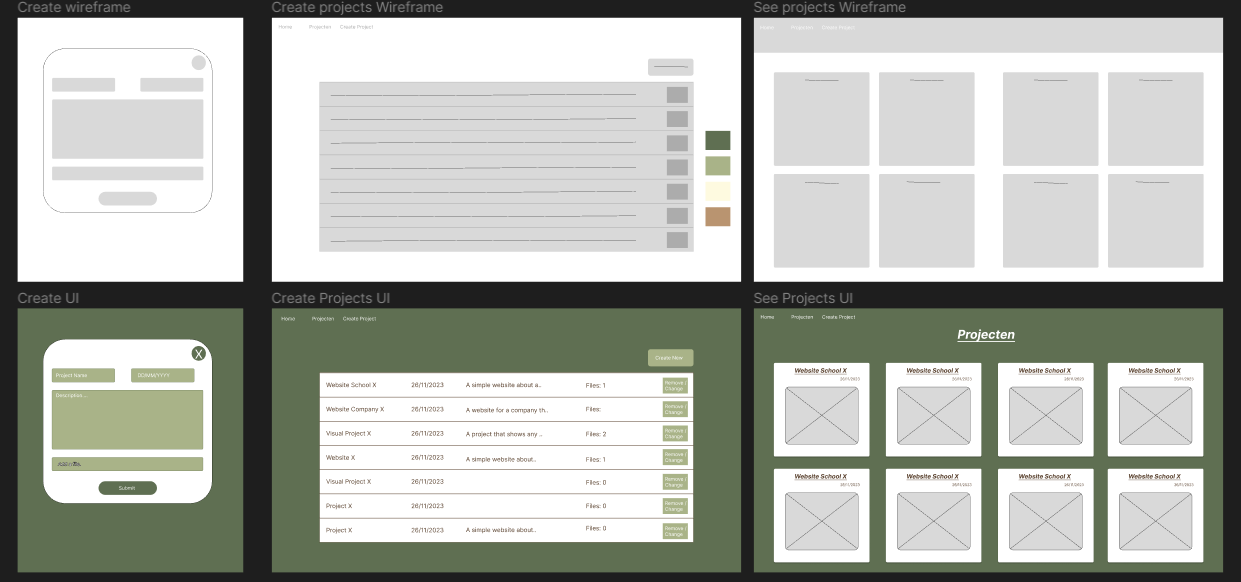 Create wireframe
Create projects Wireframe
See projects Wireframe
Home Projecten Create Project
Home Projecten Create Project
Create UI
Create Projects UI
See Projects UI
X
Project Name
DD/MM/YYYY
Description ...
Submit
Home Projecten Create Project
Create New
Website School X 26/11/2023 A simple website about a.. Files: 1 Remove /
Change
Website Company X 26/11/2023 A website for a company th.. Files: Remove /
Change
Visual Project X 26/11/2023 A project that shows any ... Files: 2 Remove /
Change
Website X 26/11/2023 A simple website about.. Files: 1 Remove /
Change
Visual Project X 26/11/2023 Files: 0 Remove /
Change
Project X 26/11/2023 Files: 0 Remove /
Change
Project X 26/11/2023 A simple website about.. Files: 0 Remove /
Change
Home Projecten Create Project
Projecten
Website School X Website School X Website School X Website School X
26/11/2023 26/11/2023 26/11/2023 26/11/2023
Website School X Website School X Website School X Website School X
26/11/2023 26/11/2023 26/11/2023 26/11/2023